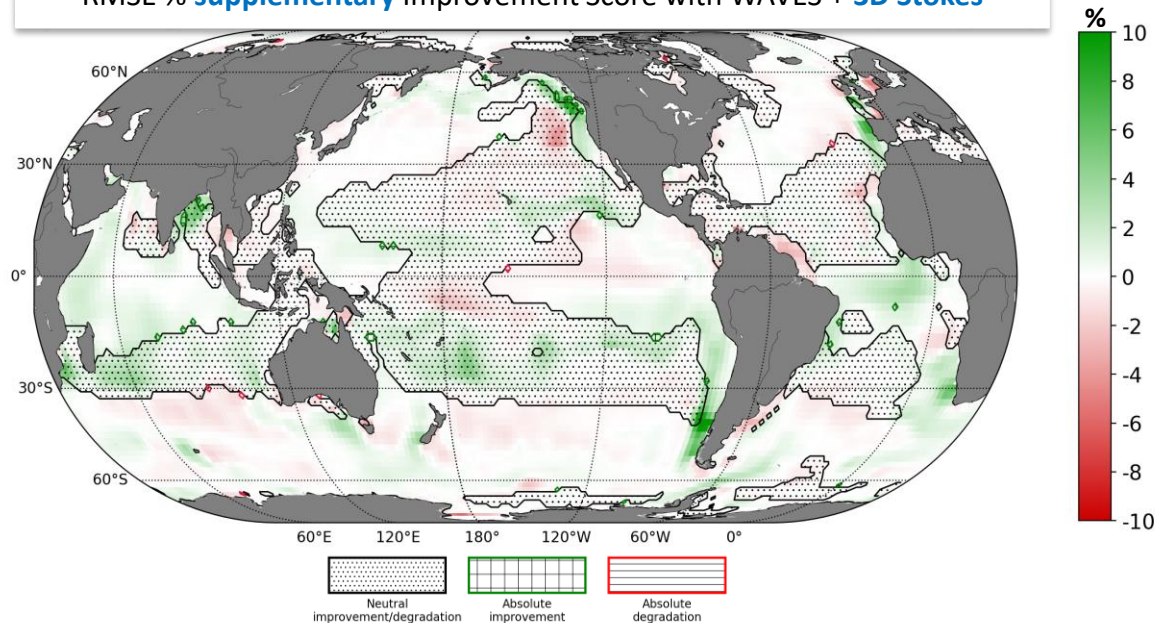 RMSE % supplementary Improvement Score with WAVES + 3D Stokes
%
10
8
6
4
2
0
-2
-4
-6
-8
-10
60°N
30°N
0°
30°S
60°S
60°E 120°E 180° 120°W 60°W 0°
Neutral improvement/degradation
Absolute improvement
Absolute degradation